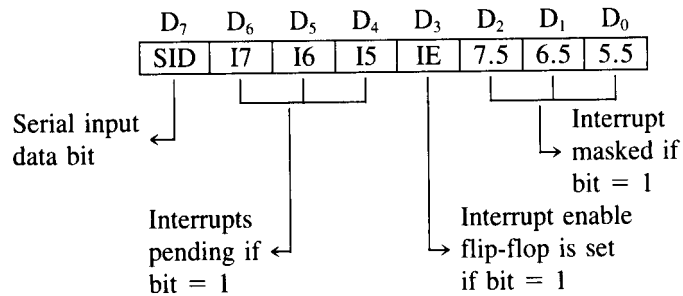 D₇ D₆ D₅ D₄ D₃ D₂ D₁ D₀
SID I7 I6 I5 IE 7.5 6.5 5.5
Serial input
data bit
Interrupt
masked if
bit = 1
Interrupts
pending if
bit = 1
Interrupt enable
flip-flop is set
if bit = 1